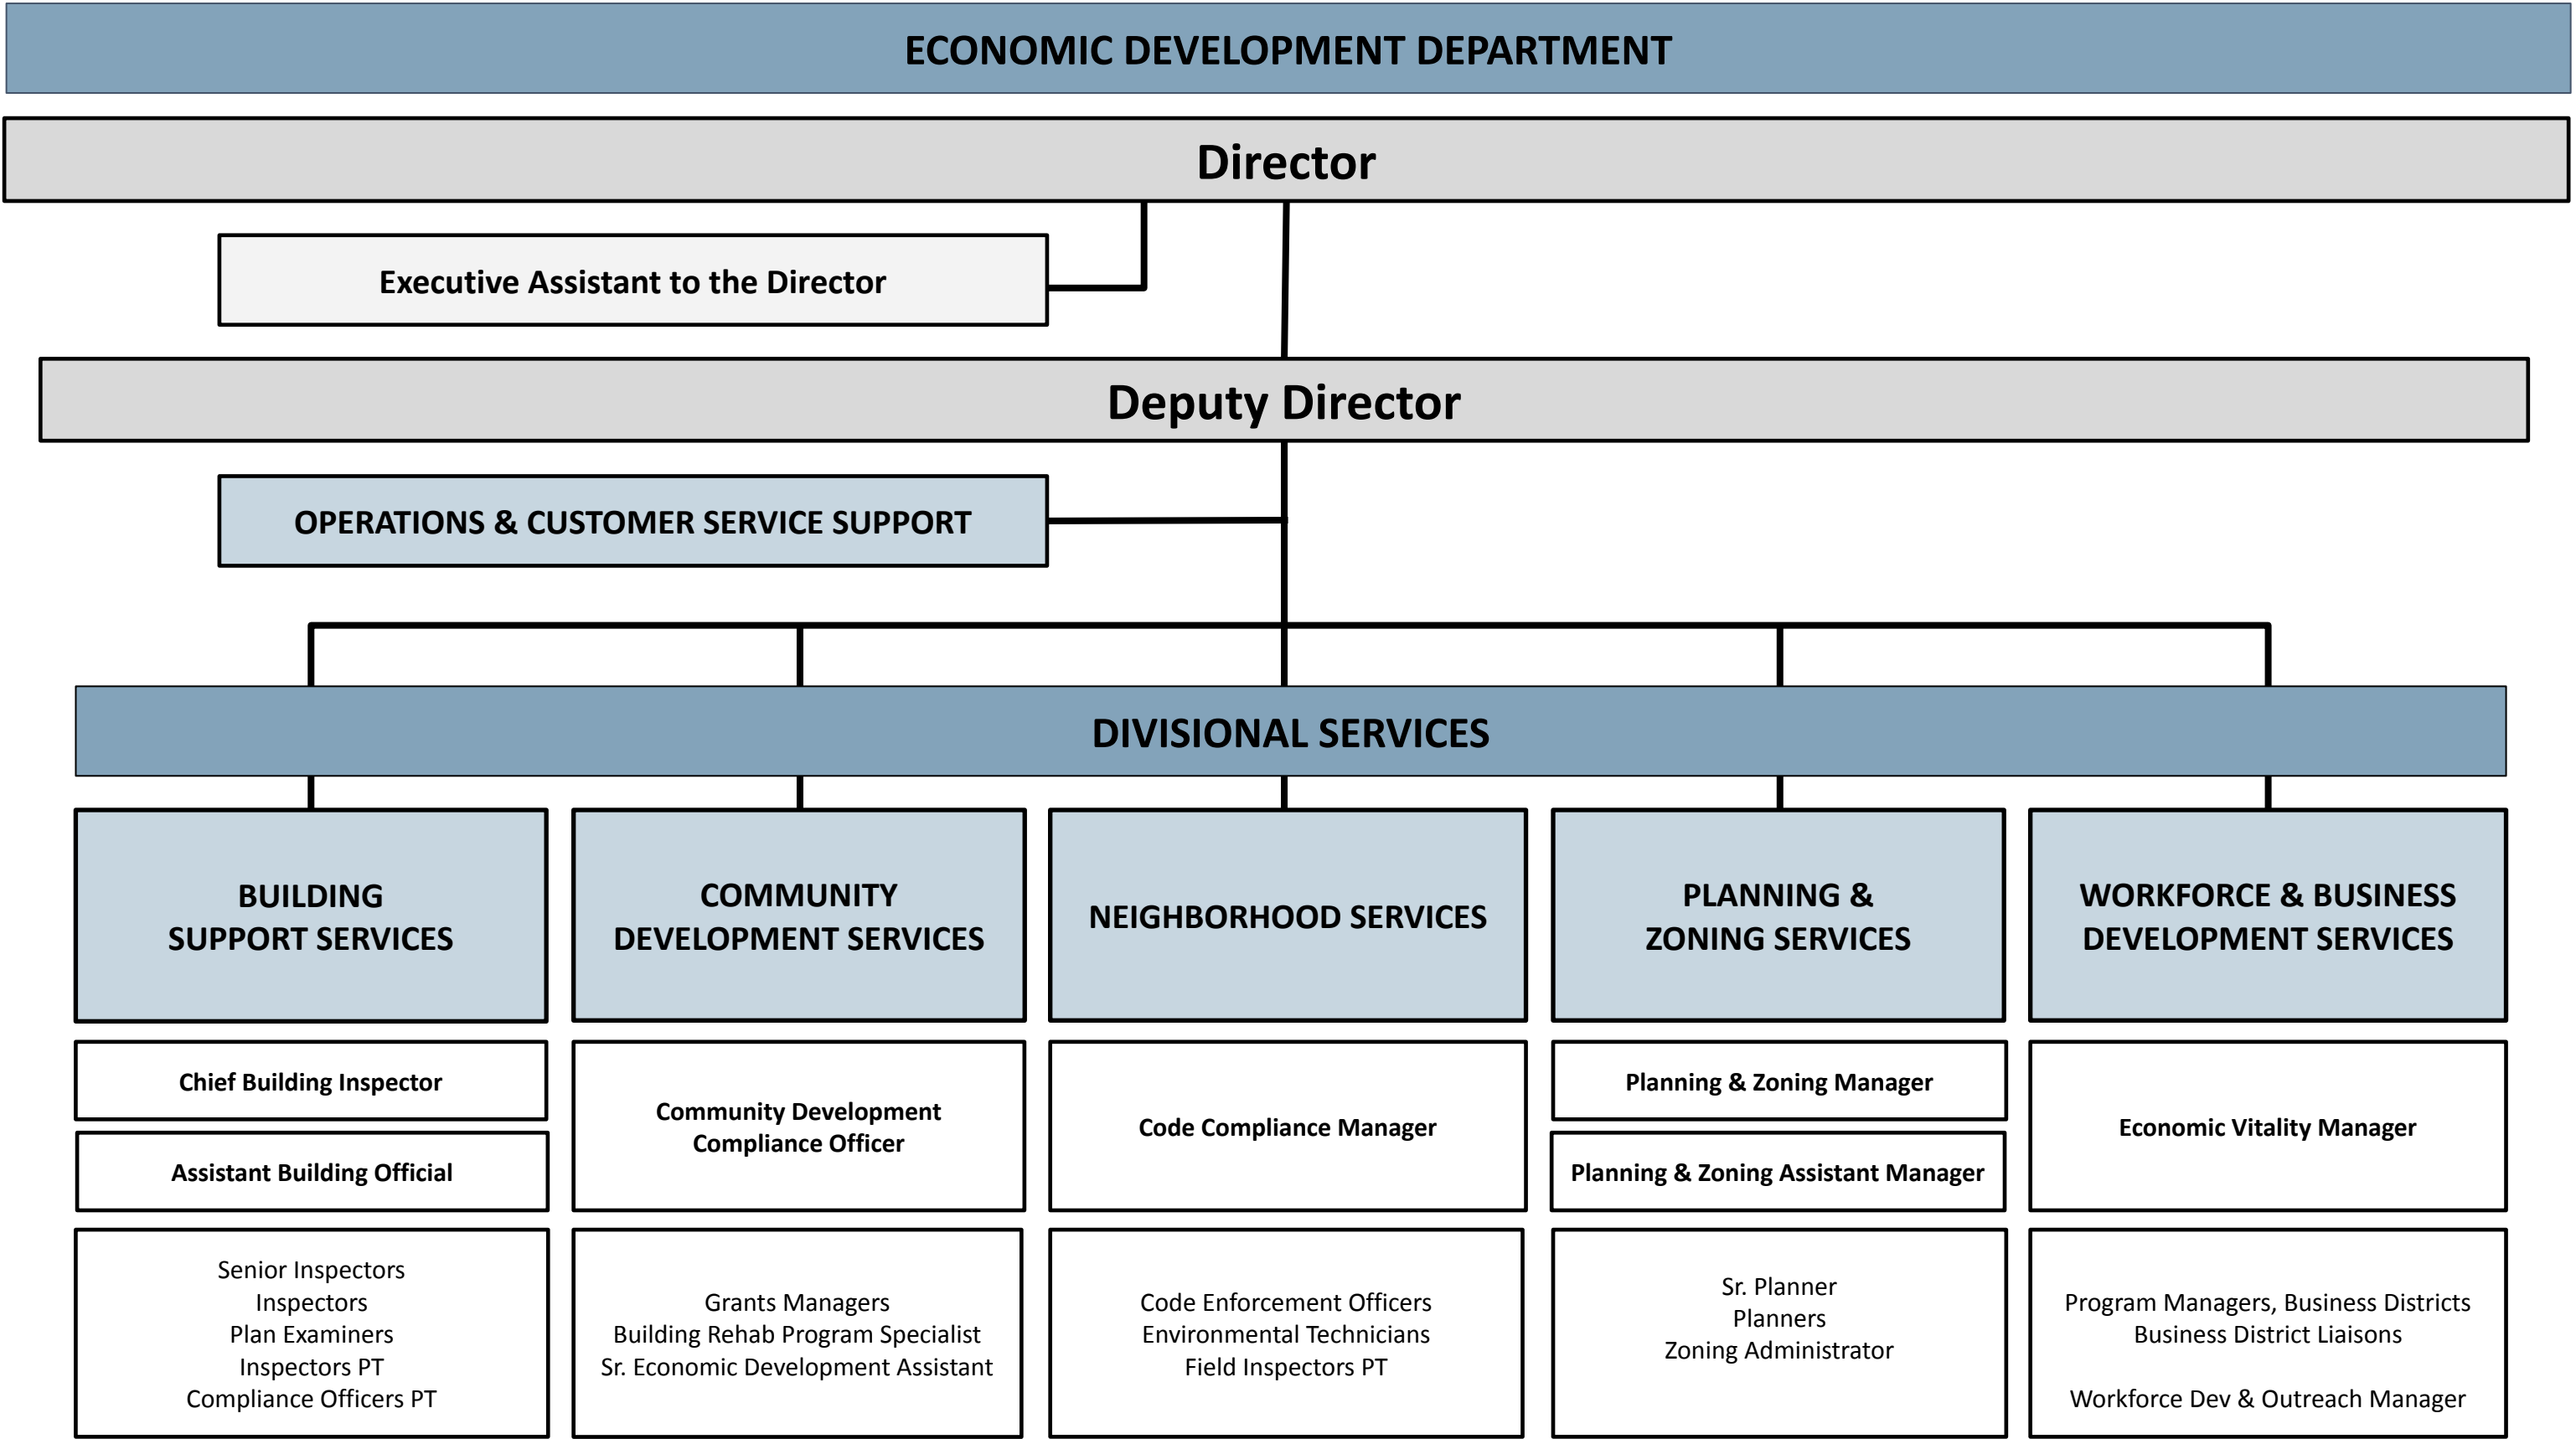 ECONOMIC DEVELOPMENT DEPARTMENT
Director
Executive Assistant to the Director
Deputy Director
OPERATIONS & CUSTOMER SERVICE SUPPORT
DIVISIONAL SERVICES
BUILDING
SUPPORT SERVICES
COMMUNITY
DEVELOPMENT SERVICES
NEIGHBORHOOD SERVICES
PLANNING &
ZONING SERVICES
WORKFORCE & BUSINESS
DEVELOPMENT SERVICES
Chief Building Inspector
Assistant Building Official
Community Development
Compliance Officer
Code Compliance Manager
Planning & Zoning Manager
Planning & Zoning Assistant Manager
Economic Vitality Manager
Senior Inspectors
Inspectors
Plan Examiners
Inspectors PT
Compliance Officers PT
Grants Managers
Building Rehab Program Specialist
Sr. Economic Development Assistant
Code Enforcement Officers
Environmental Technicians
Field Inspectors PT
Sr. Planner
Planners
Zoning Administrator
Program Managers, Business Districts
Business District Liaisons
Workforce Dev & Outreach Manager